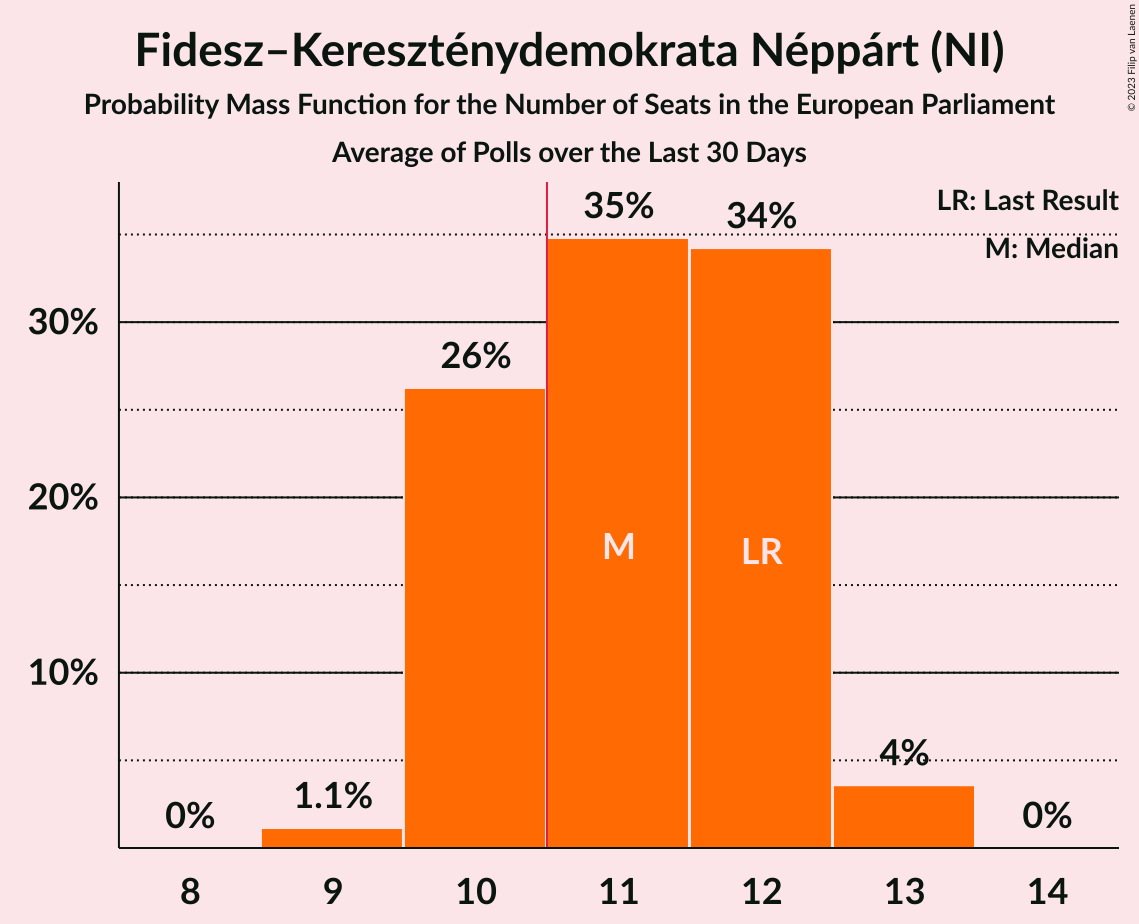 Fidesz–Kereszténydemokrata Néppárt (NI)
Probability Mass Function for the Number of Seats in the European Parliament
Average of Polls over the Last 30 Days
© 2023 Filip van Laenen
LR: Last Result
M: Median
35%
34%
30%
26%
20%
M
LR
10%
4%
1.1%
0%
0%
8 9 10 11 12 13 14